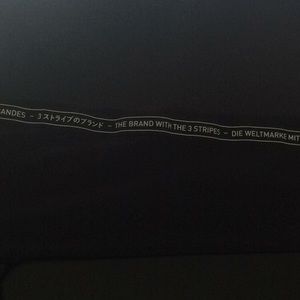 ANDES - 3ストライプのブランド - THE BRAND WITH THE 3 STRIPES - DIE WELTMARKE MIT